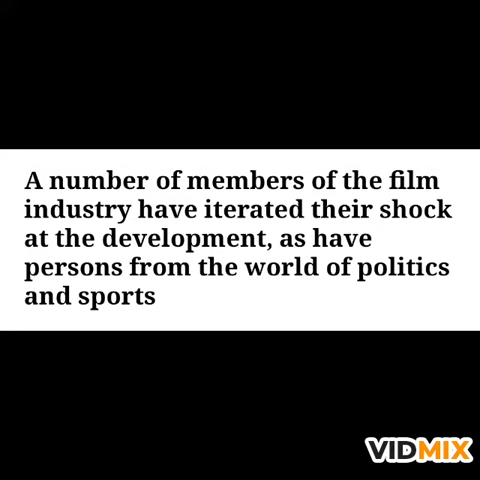 A number of members of the film
industry have iterated their shock
at the development, as have
persons from the world of politics
and sports
VIDMIX